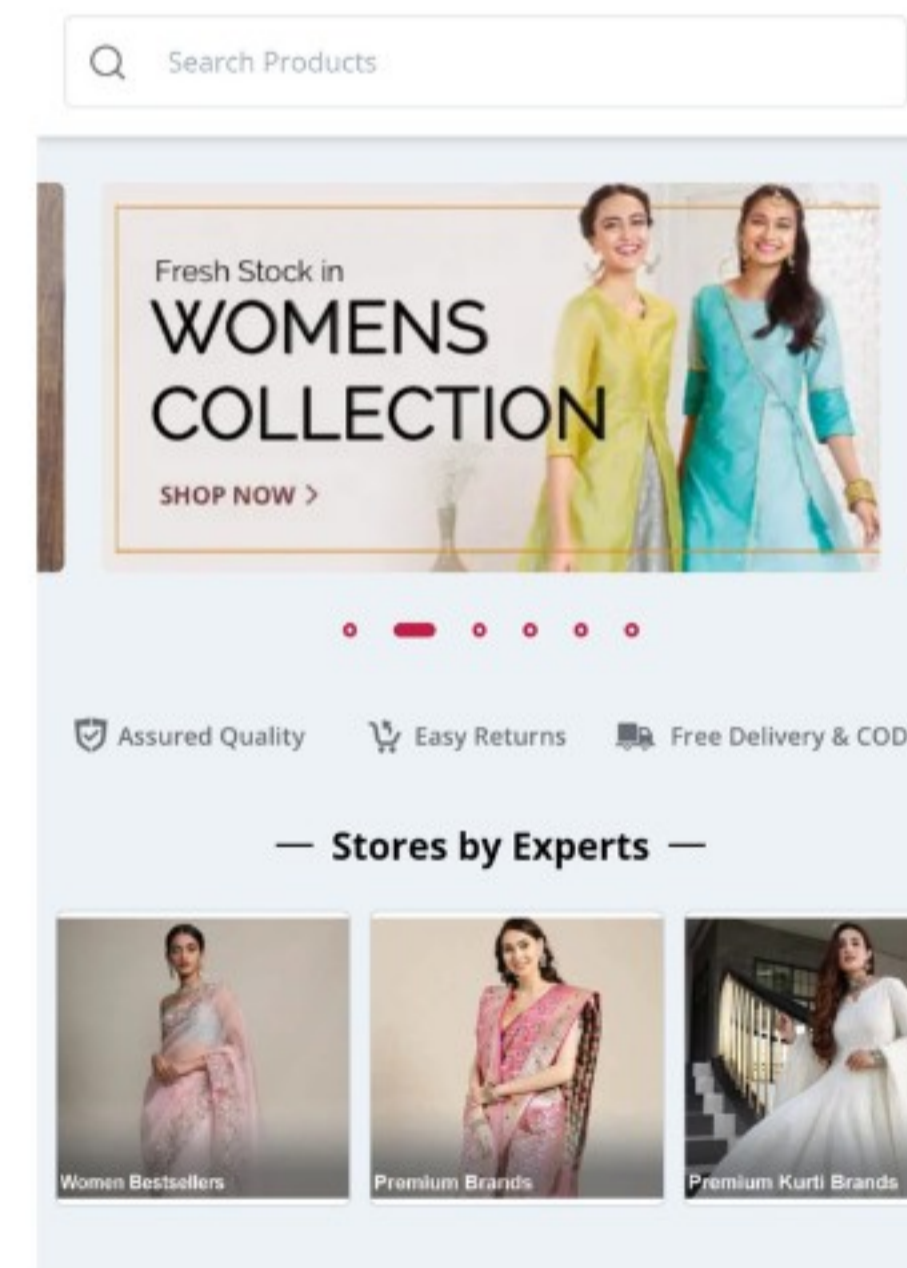 Search Products
Fresh Stock in
WOMENS
COLLECTION
SHOP NOW >
Assured Quality
Easy Returns
Free Delivery & COD
Stores by Experts
Women Bestsellers
Premium Brands
Premium Kurti Brands